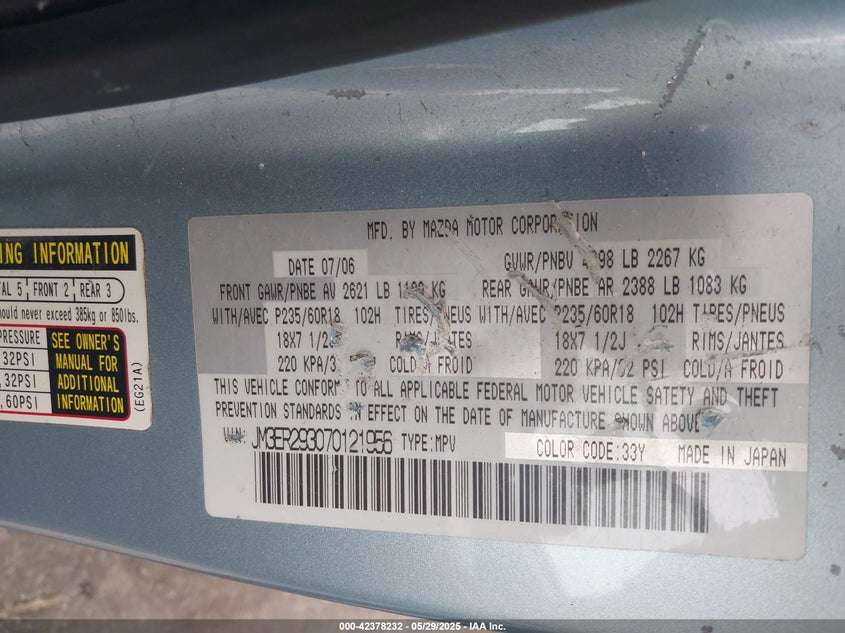 ING INFORMATION
TAL 5 FRONT 2 REAR 3
should never exceed 385kg or 850lbs.
PRESSURE
32PSI
32PSI
60PSI
SEE OWNER'S
MANUAL FOR
ADDITIONAL
INFORMATION
(EG21A)
MFD. BY MAZDA MOTOR CORPORATION
DATE 07/06
GVWR/PNBV 4998 LB 2267 KG
FRONT GAWR/PNBE AV 2621 LB KG
REAR GAWR/PNBE AR 2388 LB 1083 KG
WITH/AVEC P235/60R18 102H TIRES/PNEUS WITH/AVEC P235/60R18 102H TIRES/PNEUS
18X7 1/2J RIMS/JANTES 18X7 1/2J RIMS/JANTES
220 KPA/3 COLD/ FROID 220 KPA/32 PSI COLD/A FROID
THIS VEHICLE CONFORMS TO ALL APPLICABLE FEDERAL MOTOR VEHICLE SAFETY AND THEFT
PREVENTION STANDARDS IN EFFECT ON THE DATE OF MANUFACTURE SHOWN ABOVE.
VIN: JM3ER293070121956 TYPE:MPV COLOR CODE:33Y MADE IN JAPAN
000-42378232 - 05/29/2025 - IAA, Inc.